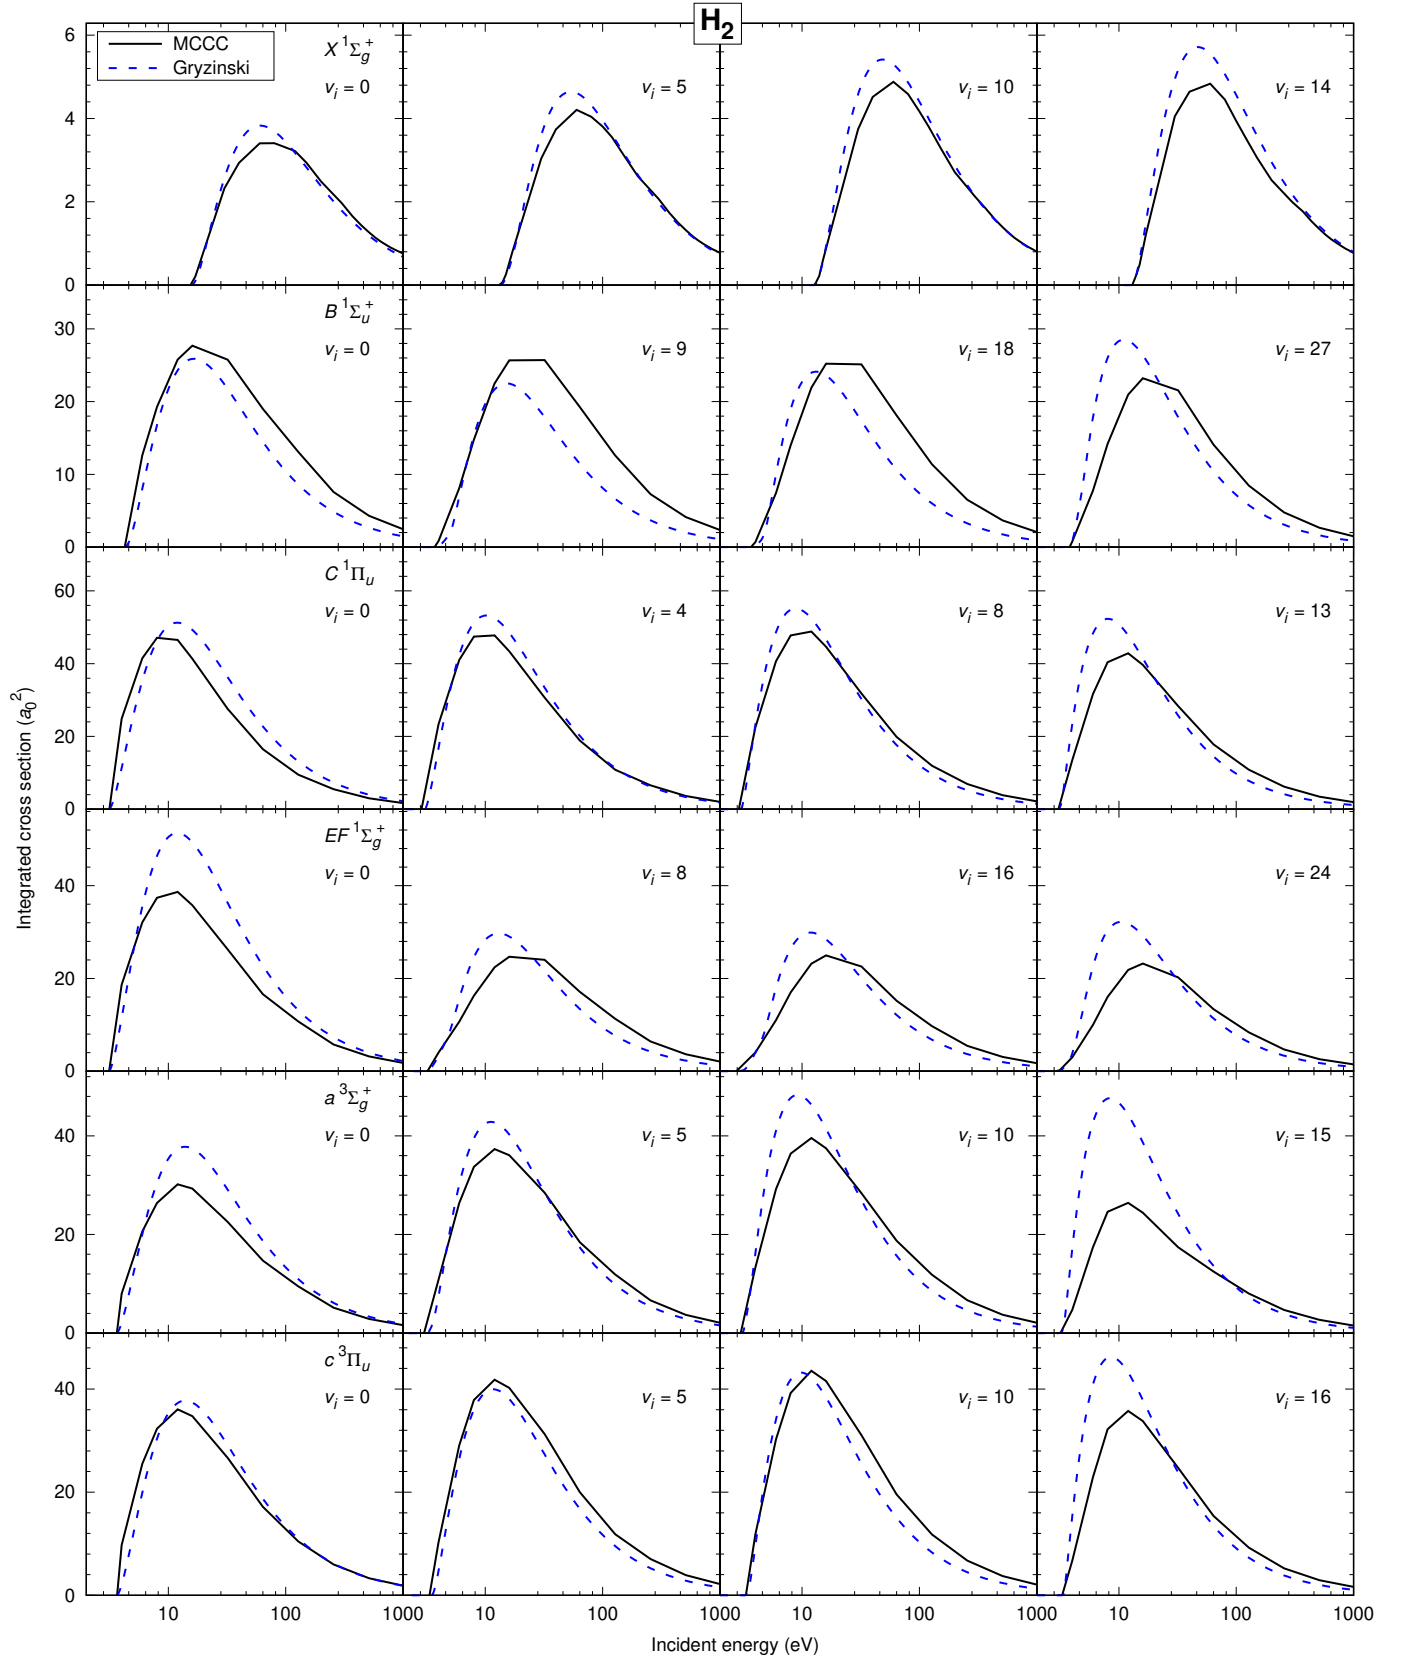 H2
MCCC
Gryzinski
X 1Σg+
vi = 0
vi = 5
vi = 10
vi = 14
6
4
2
0
B 1Σu+
vi = 0
vi = 9
vi = 18
vi = 27
30
20
10
0
C 1Πu
vi = 0
vi = 4
vi = 8
vi = 13
60
40
20
0
EF 1Σg+
vi = 0
vi = 8
vi = 16
vi = 24
40
20
0
a 3Σg+
vi = 0
vi = 5
vi = 10
vi = 15
40
20
0
c 3Πu
vi = 0
vi = 5
vi = 10
vi = 16
40
20
0
Integrated cross section (a02)
10 100 1000 10 100 1000 10 100 1000 10 100 1000
Incident energy (eV)